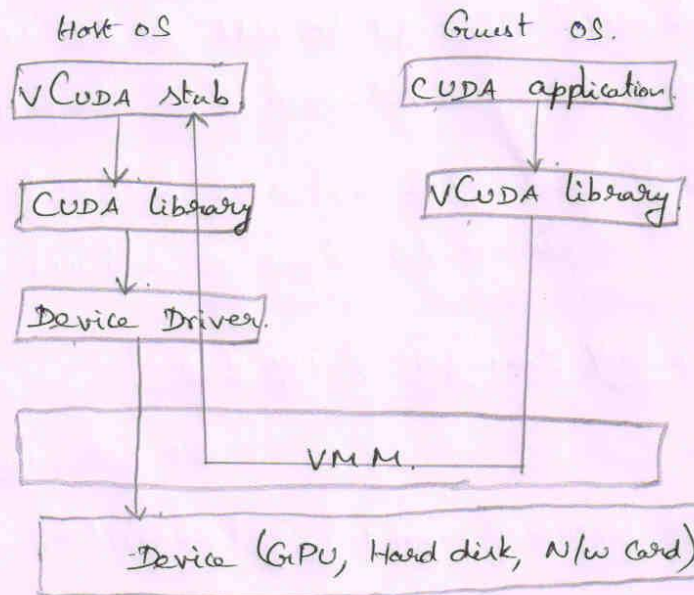 Host OS
Guest OS.
VCUDA stub
CUDA application.
CUDA library
VCUDA library.
Device Driver.
VMM.
Device (GPU, Hard disk, N/w card)